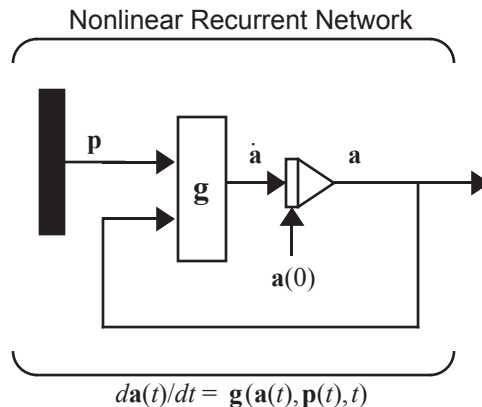 Nonlinear Recurrent Network
p
g
ȧ
a
a(0)
da(t)/dt = g(a(t), p(t), t)